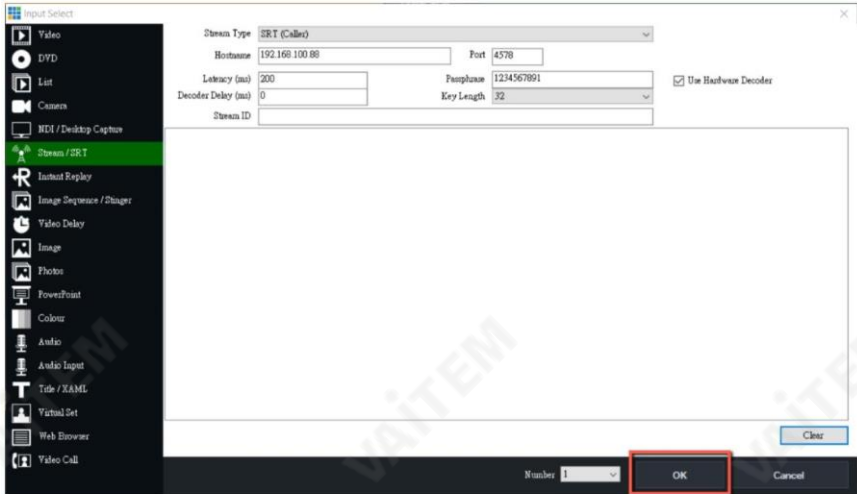 Input Select
Video
DVD
List
Camera
NDI / Desktop Capture
Stream / SRT
Instant Replay
Image Sequence / Stinger
Video Delay
Image
Photos
PowerPoint
Colour
Audio
Audio Input
Title / XAML
Virtual Set
Web Browser
Video Call
Stream Type SRT (Caller)
Hostname 192.168.100.88 Port 4578
Latency (ms) 200 Passphrase 1234567891 Use Hardware Decoder
Decoder Delay (ms) 0 Key Length 32
Stream ID
Clear
Number 1 OK Cancel
VAITEM
VAITEM
VAITEM